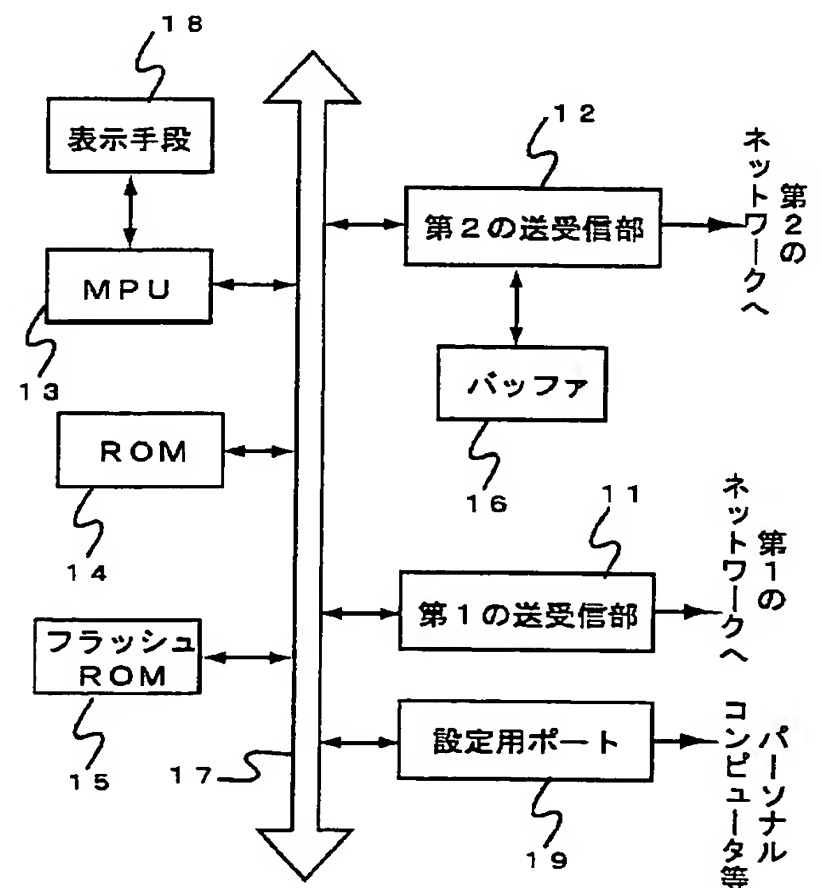 １８
表示手段
ＭＰＵ
１３
ＲＯＭ
１４
フラッシュ
ＲＯＭ
１５
１７
１２
第２の送受信部
第２の
ネットワークへ
バッファ
１６
１１
第１の送受信部
第１の
ネットワークへ
設定用ポート
１９
パーソナル
コンピュータ等